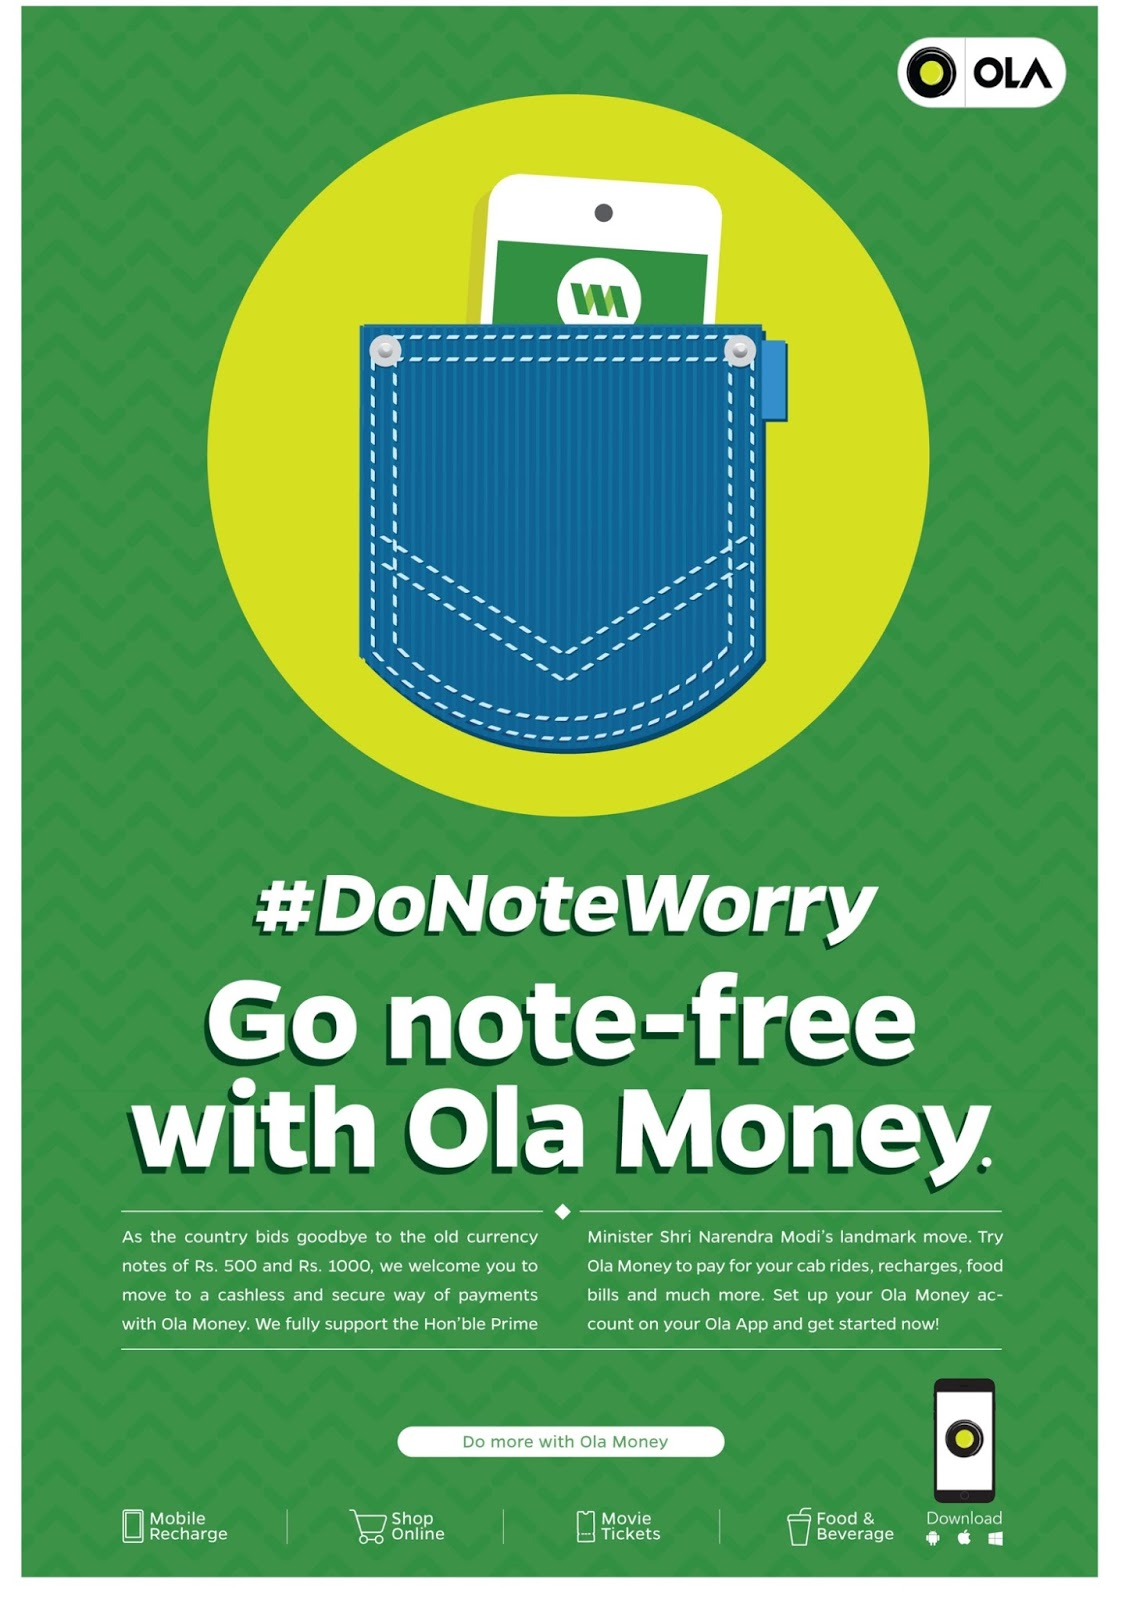 OLA
#DoNoteWorry
Go note-free
with Ola Money.
As the country bids goodbye to the old currency
notes of Rs. 500 and Rs. 1000, we welcome you to
move to a cashless and secure way of payments
with Ola Money. We fully support the Hon'ble Prime
Minister Shri Narendra Modi's landmark move. Try
Ola Money to pay for your cab rides, recharges, food
bills and much more. Set up your Ola Money ac-
count on your Ola App and get started now!
Do more with Ola Money
Mobile
Recharge
Shop
Online
Movie
Tickets
Food &
Beverage
Download